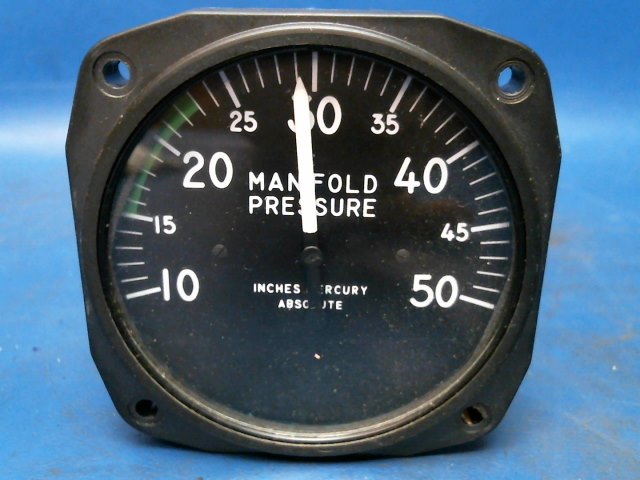 25
30
35
20
MANIFOLD
40
PRESSURE
15
45
10
INCHES MERCURY
50
ABSOLUTE